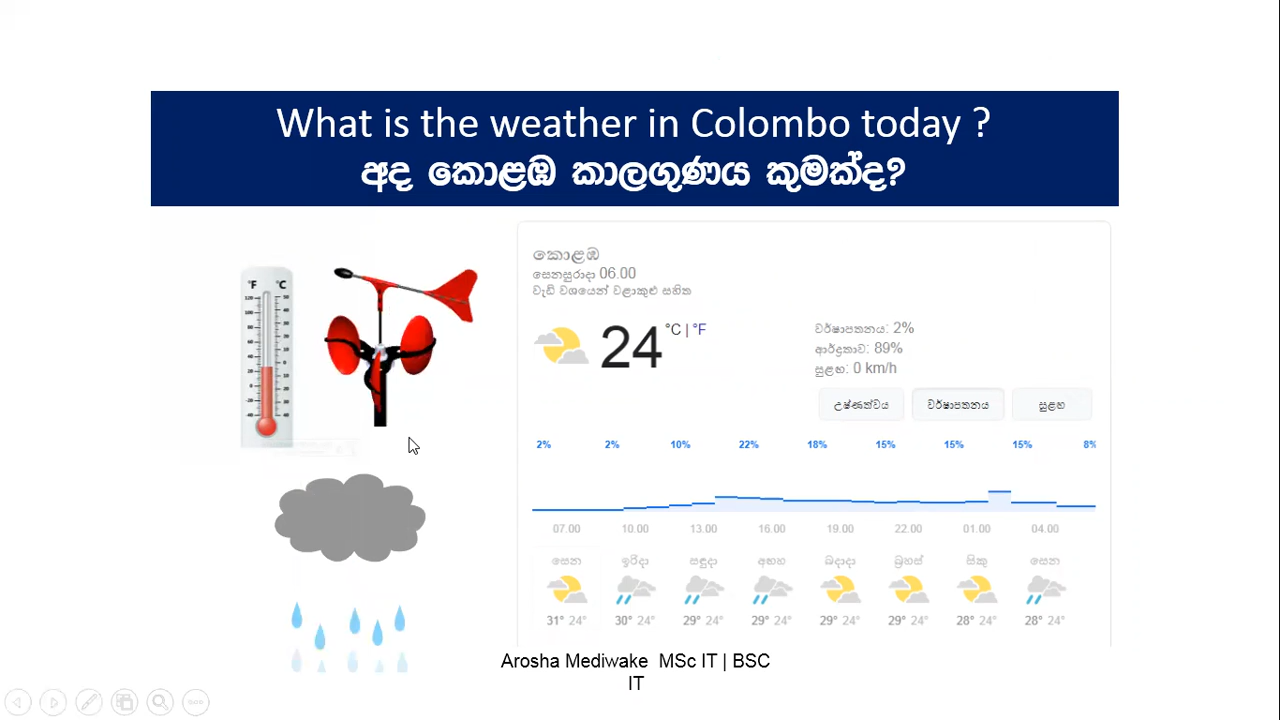 What is the weather in Colombo today ?
අද කොළඹ කාලගුණය කුමක්ද?
කොළඹ
සෙනසුරාදා 06.00
වැඩි වශයෙන් වළාකුළු සහිත
24 °C | °F
වර්ෂාපතනය: 2%
ආර්ද්‍රතාව: 89%
සුළඟ: 0 km/h
උෂ්ණත්වය වර්ෂාපතනය සුළඟ
2% 2% 10% 22% 18% 15% 15% 15% 8%
07.00 10.00 13.00 16.00 19.00 22.00 01.00 04.00
සෙන ඉරිදා සඳුදා අඟහ බදාදා බ්‍රහස් සිකු සෙන
31° 24° 30° 24° 29° 24° 29° 24° 29° 24° 29° 24° 28° 24° 28° 24°
°F °C
Arosha Mediwake MSc IT | BSC
IT